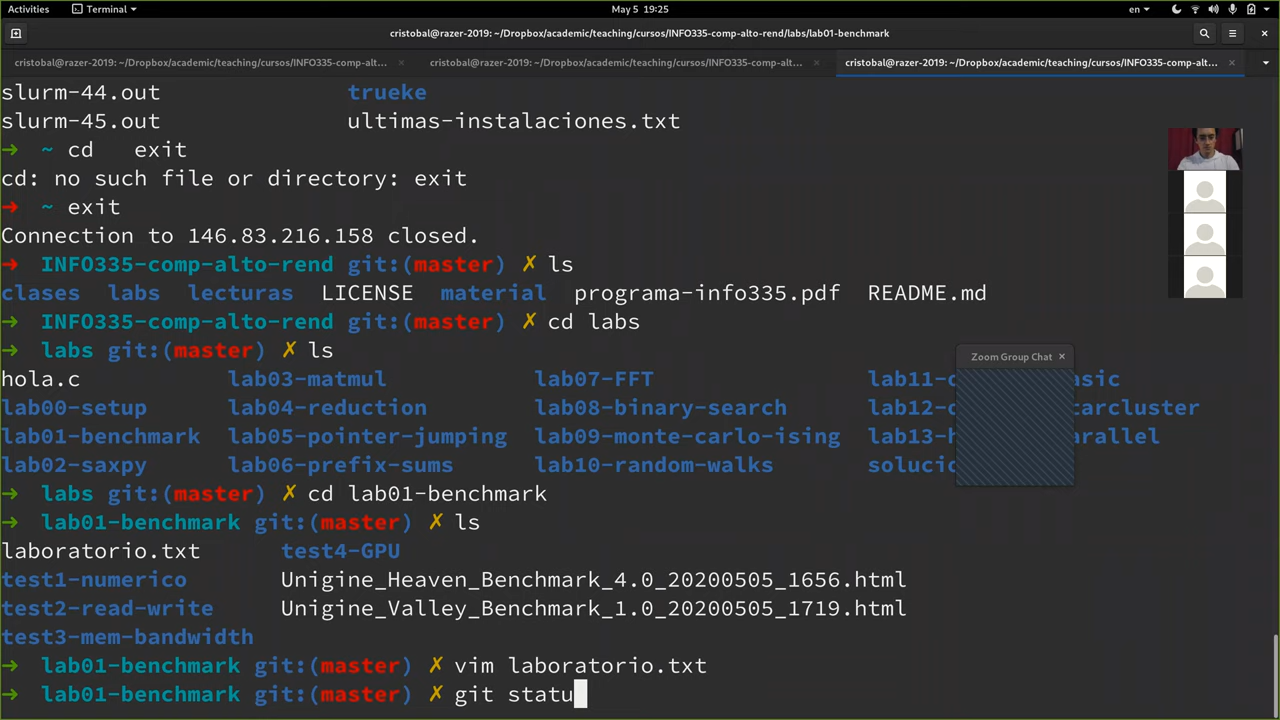 Activities Terminal May 5 19:25 en
cristobal@razer-2019: ~/Dropbox/academic/teaching/cursos/INFO335-comp-alto-rend/labs/lab01-benchmark
cristobal@razer-2019: ~/Dropbox/academic/teaching/cursos/INFO335-comp-alt... cristobal@razer-2019: ~/Dropbox/academic/teaching/cursos/INFO335-comp-alt... cristobal@razer-2019: ~/Dropbox/academic/teaching/cursos/INFO335-comp-alt...
slurm-44.out trueke
slurm-45.out ultimas-instalaciones.txt
→ ~ cd exit
cd: no such file or directory: exit
→ ~ exit
Connection to 146.83.216.158 closed.
→ INFO335-comp-alto-rend git:(master) ✗ ls
clases labs lecturas LICENSE material programa-info335.pdf README.md
→ INFO335-comp-alto-rend git:(master) ✗ cd labs
→ labs git:(master) ✗ ls
Zoom Group Chat
hola.c lab03-matmul lab07-FFT lab11-c asic
lab00-setup lab04-reduction lab08-binary-search lab12-c arcluster
lab01-benchmark lab05-pointer-jumping lab09-monte-carlo-ising lab13-h arallel
lab02-saxpy lab06-prefix-sums lab10-random-walks solucio
→ labs git:(master) ✗ cd lab01-benchmark
→ lab01-benchmark git:(master) ✗ ls
laboratorio.txt test4-GPU
test1-numerico Unigine_Heaven_Benchmark_4.0_20200505_1656.html
test2-read-write Unigine_Valley_Benchmark_1.0_20200505_1719.html
test3-mem-bandwidth
→ lab01-benchmark git:(master) ✗ vim laboratorio.txt
→ lab01-benchmark git:(master) ✗ git statu